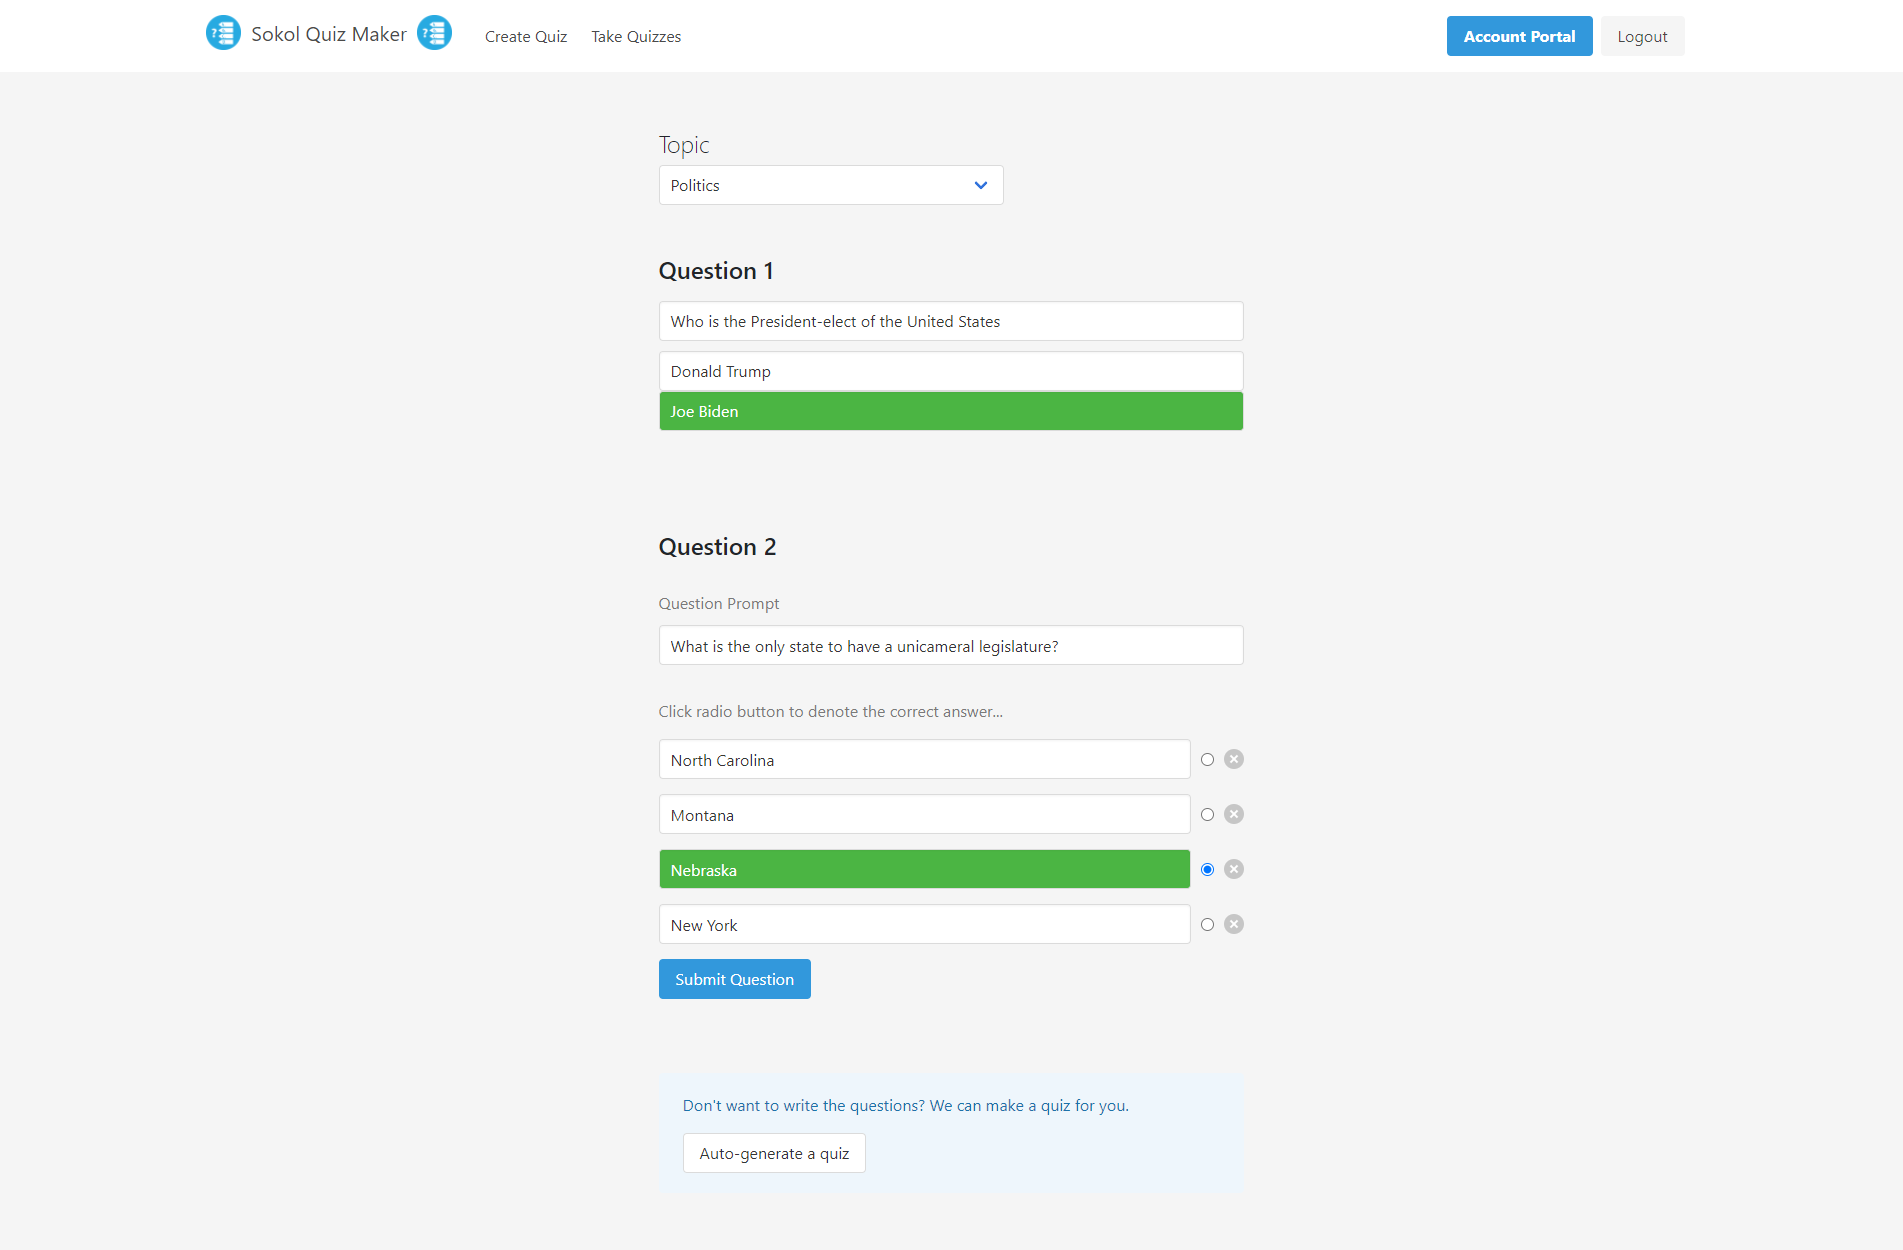 Sokol Quiz Maker
Create Quiz
Take Quizzes
Account Portal
Logout
Topic
Politics
Question 1
Who is the President-elect of the United States
Donald Trump
Joe Biden
Question 2
Question Prompt
What is the only state to have a unicameral legislature?
Click radio button to denote the correct answer...
North Carolina
Montana
Nebraska
New York
Submit Question
Don't want to write the questions? We can make a quiz for you.
Auto-generate a quiz